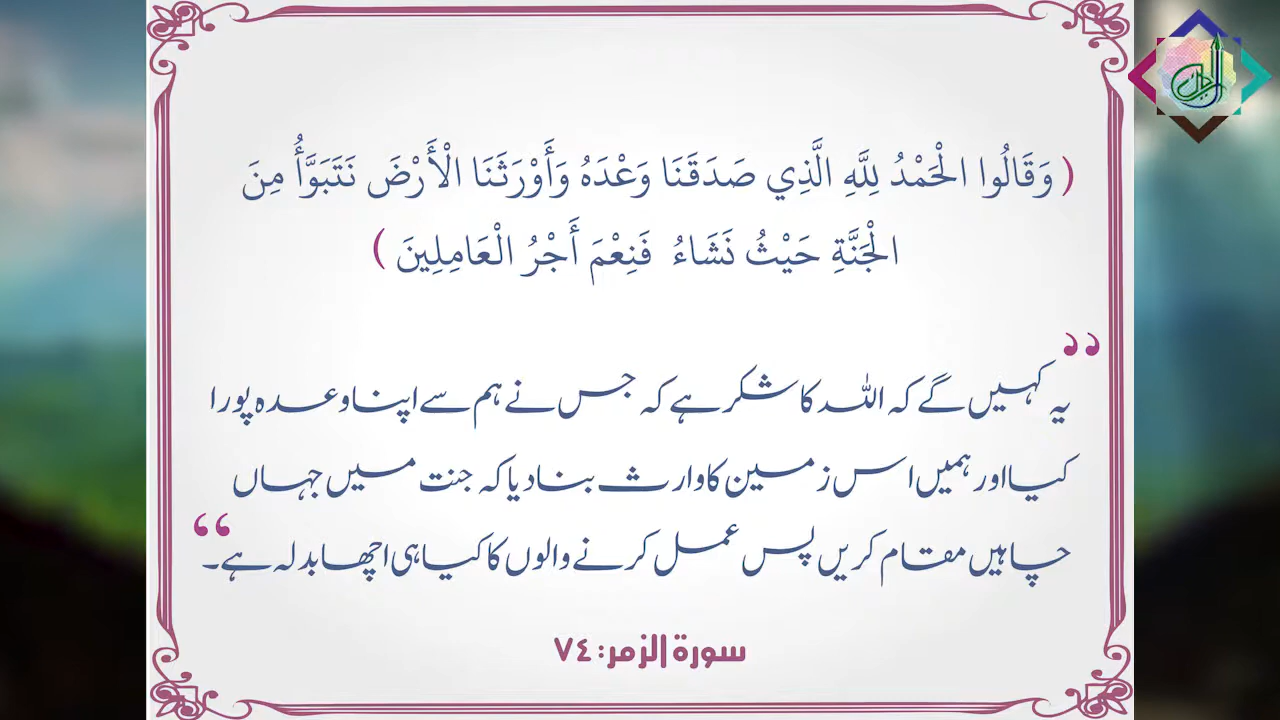 ( وَقَالُوا الْحَمْدُ لِلَّهِ الَّذِي صَدَقَنَا وَعْدَهُ وَأَوْرَثَنَا الْأَرْضَ نَتَبَوَّأُ مِنَ
الْجَنَّةِ حَيْثُ نَشَاءُ فَنِعْمَ أَجْرُ الْعَامِلِينَ )
”یہ کہیں گے کہ اللہ کا شکر ہے کہ جس نے ہم سے اپنا وعدہ پورا
کیا اور ہمیں اس زمین کا وارث بنا دیا کہ جنت میں جہاں
چاہیں مقام کریں پس عمل کرنے والوں کا کیا ہی اچھا بدلہ ہے۔“
سورة الزمر: ٧٤